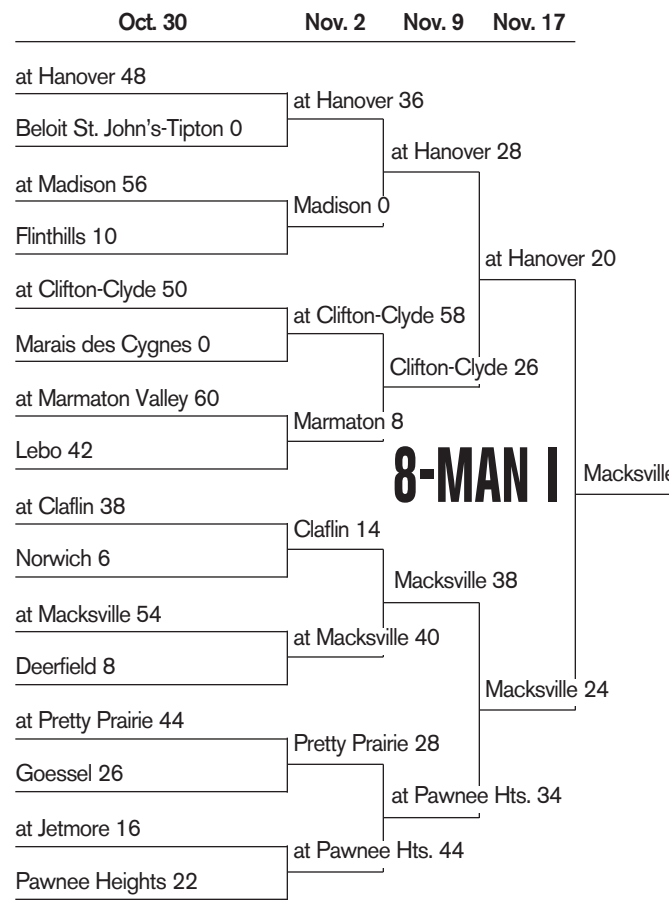 Oct. 30 Nov. 2 Nov. 9 Nov. 17
at Hanover 48
at Hanover 36
Beloit St. John's-Tipton 0
at Hanover 28
at Madison 56
Madison 0
Flinthills 10
at Hanover 20
at Clifton-Clyde 50
at Clifton-Clyde 58
Marais des Cygnes 0
Clifton-Clyde 26
at Marmaton Valley 60
Marmaton 8
Lebo 42
8-MAN I
Macksville
at Claflin 38
Claflin 14
Norwich 6
Macksville 38
at Macksville 54
at Macksville 40
Deerfield 8
Macksville 24
at Pretty Prairie 44
Pretty Prairie 28
Goessel 26
at Pawnee Hts. 34
at Jetmore 16
at Pawnee Hts. 44
Pawnee Heights 22